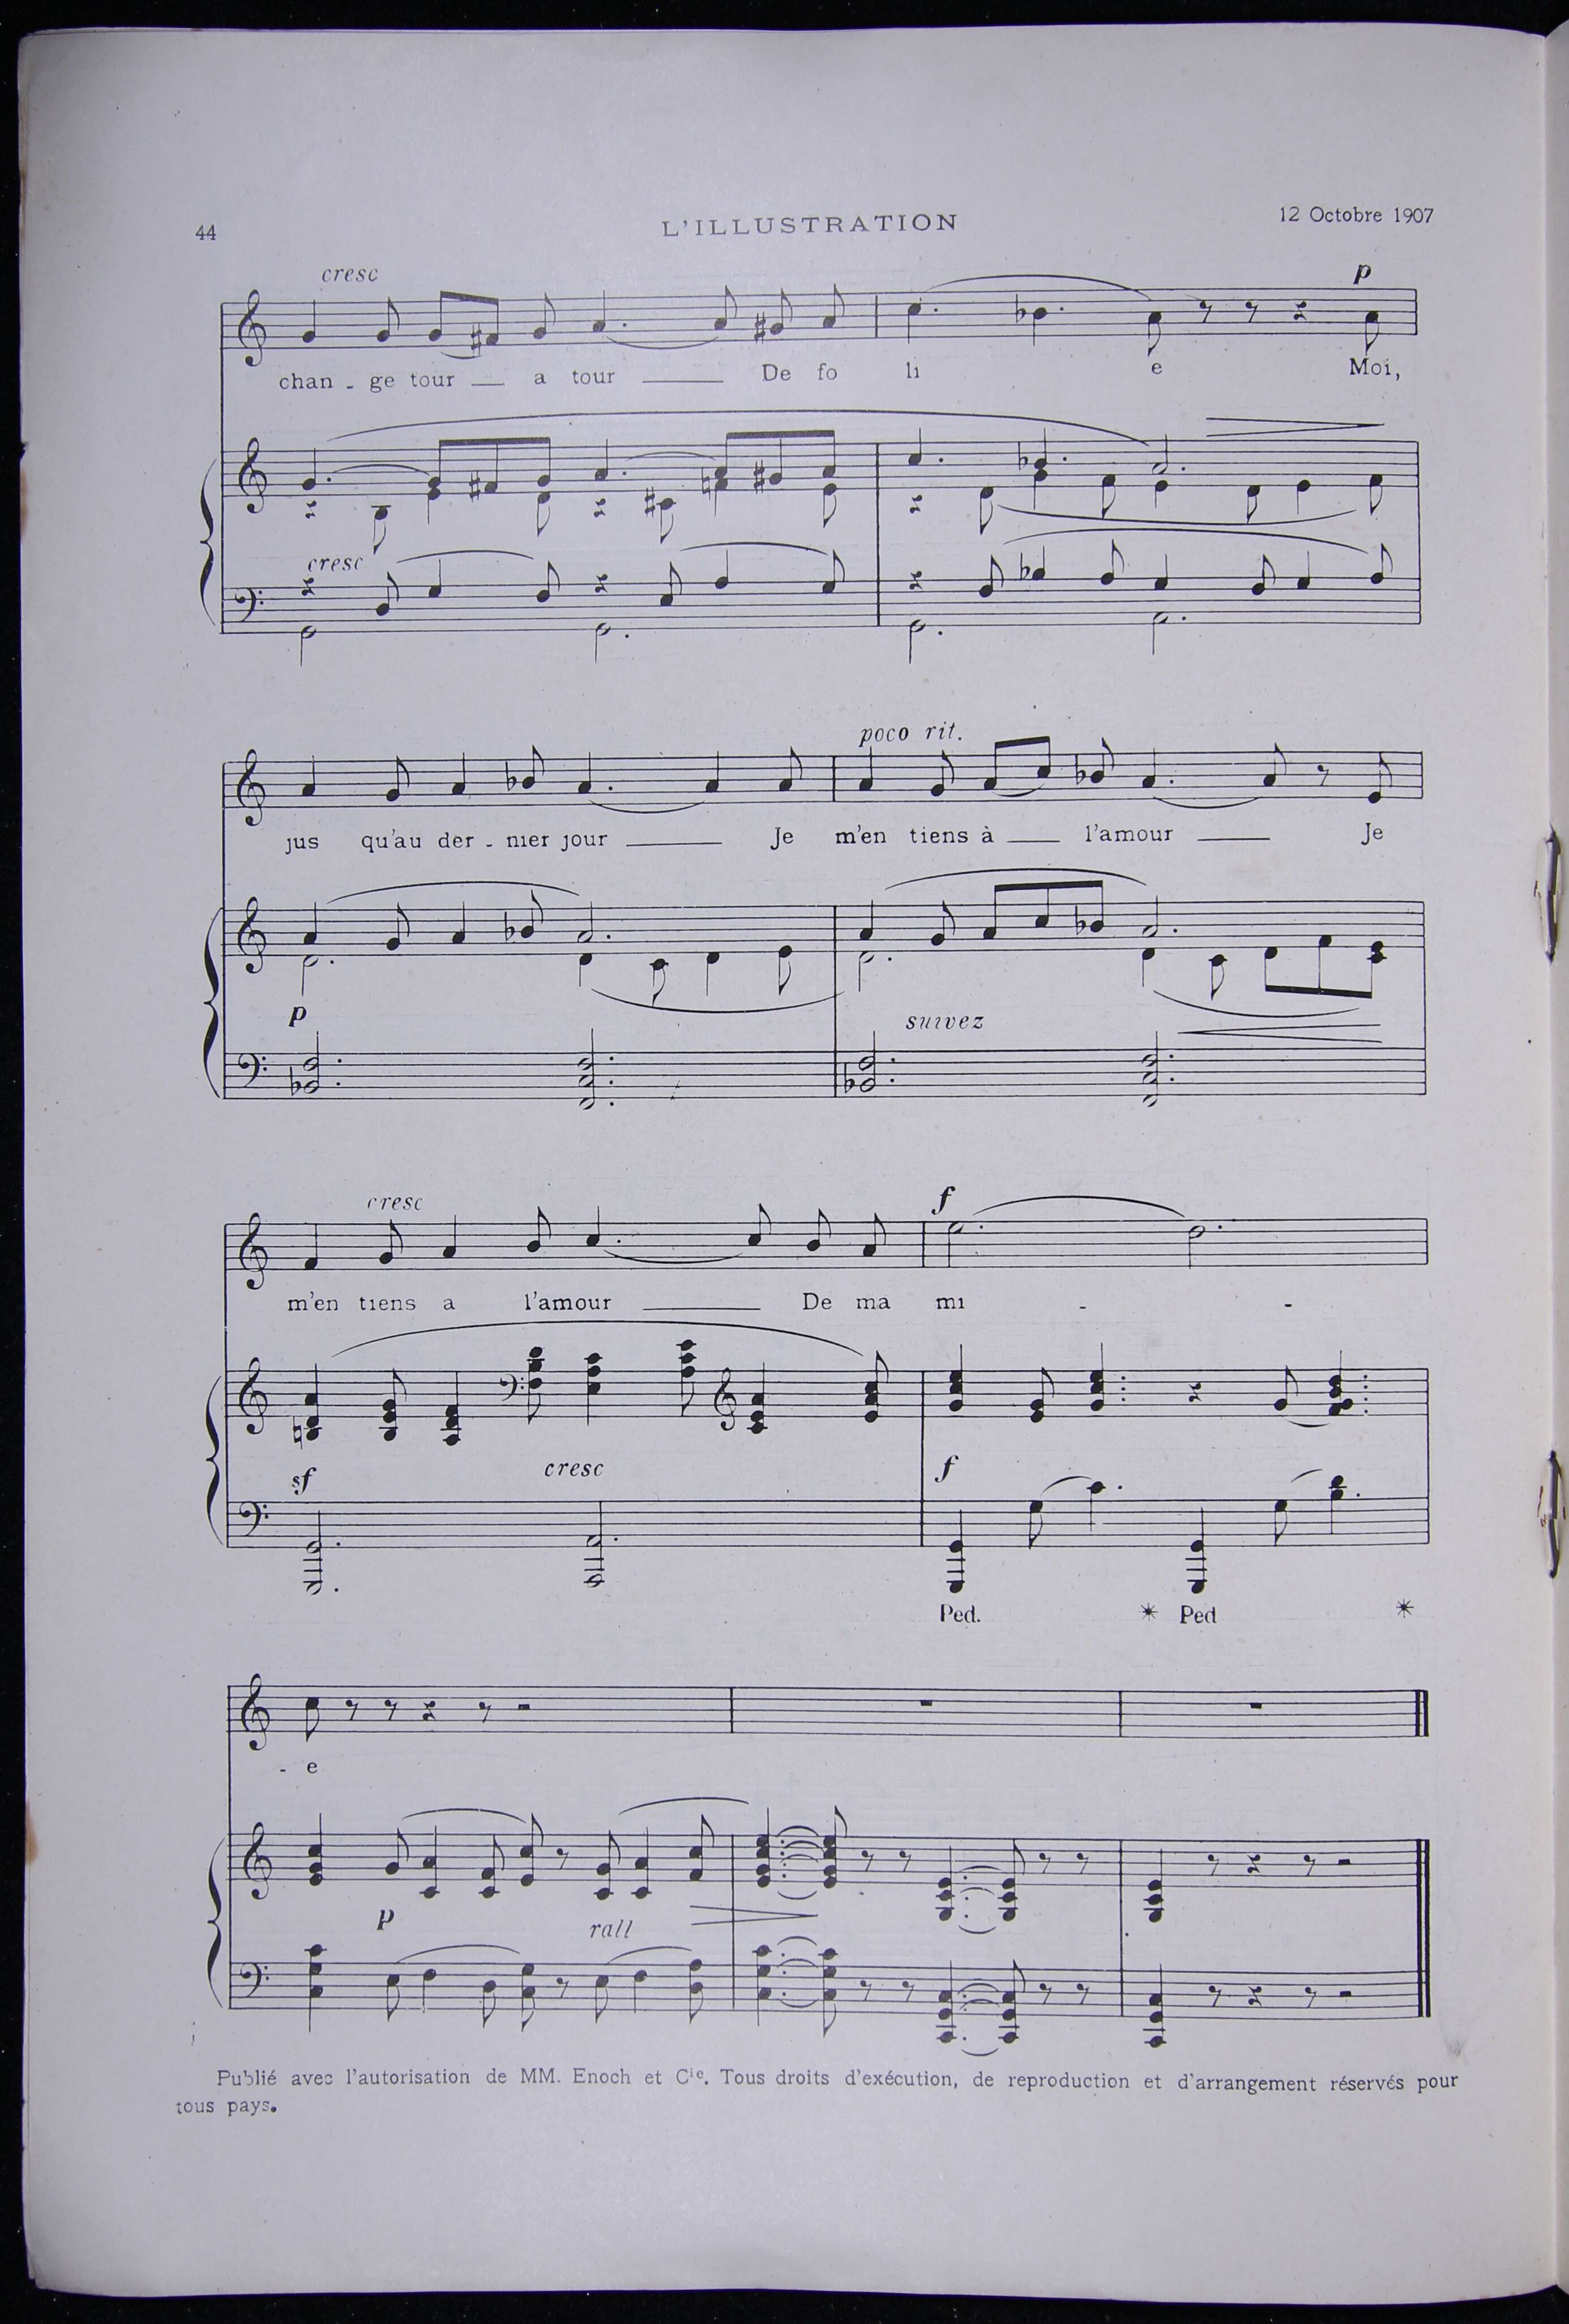 44
L'ILLUSTRATION
12 Octobre 1907
cresc
p
chan - ge tour — a tour — De fo li e Moi,
cresc
poco rit.
jus qu'au der - nier jour — Je m'en tiens à — l'amour — Je
p
suivez
cresc
f
m'en tiens a l'amour — De ma mi - -
sf
cresc
f
Ped. * Ped *
- e
p
rall
Publié avec l'autorisation de MM. Enoch et Cie. Tous droits d'exécution, de reproduction et d'arrangement réservés pour
tous pays.